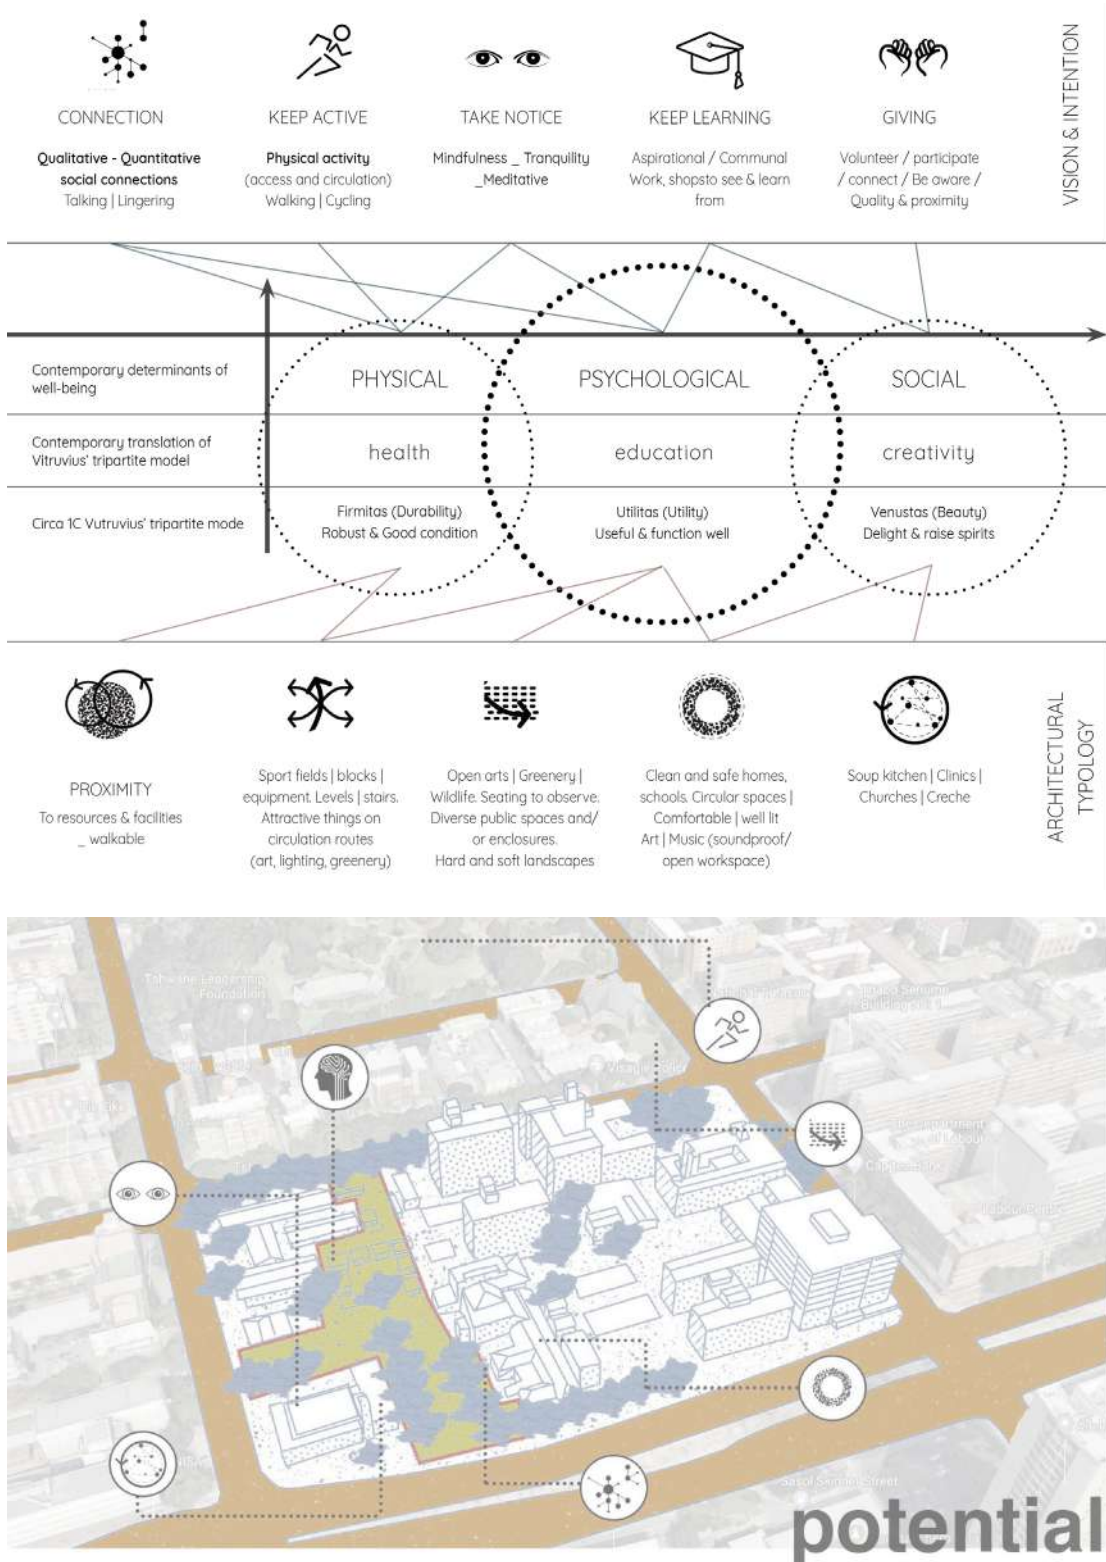 CONNECTION
Qualitative - Quantitative
social connections
Talking | Lingering
KEEP ACTIVE
Physical activity
(access and circulation)
Walking | Cycling
TAKE NOTICE
Mindfulness _ Tranquility
_Meditative
KEEP LEARNING
Aspirational / Communal
Work, shopsto see & learn
from
GIVING
Volunteer / participate
/ connect / Be aware /
Quality & proximity
VISION & INTENTION
Contemporary determinants of
well-being
PHYSICAL
PSYCHOLOGICAL
SOCIAL
Contemporary translation of
Vitruvius' tripartite model
health
education
creativity
Circa 1C Vutruvius' tripartite mode
Firmitas (Durability)
Robust & Good condition
Utilitas (Utility)
Useful & function well
Venustas (Beauty)
Delight & raise spirits
PROXIMITY
To resources & facilities
_ walkable
Sport fields | blocks |
equipment. Levels | stairs.
Attractive things on
circulation routes
(art, lighting, greenery)
Open arts | Greenery |
Wildlife. Seating to observe.
Diverse public spaces and/
or enclosures.
Hard and soft landscapes
Clean and safe homes,
schools. Circular spaces |
Comfortable | well lit
Art | Music (soundproof/
open workspace)
Soup kitchen | Clinics |
Churches | Creche
ARCHITECTURAL
TYPOLOGY
Leadership
Foundation
Labour
Street
potential